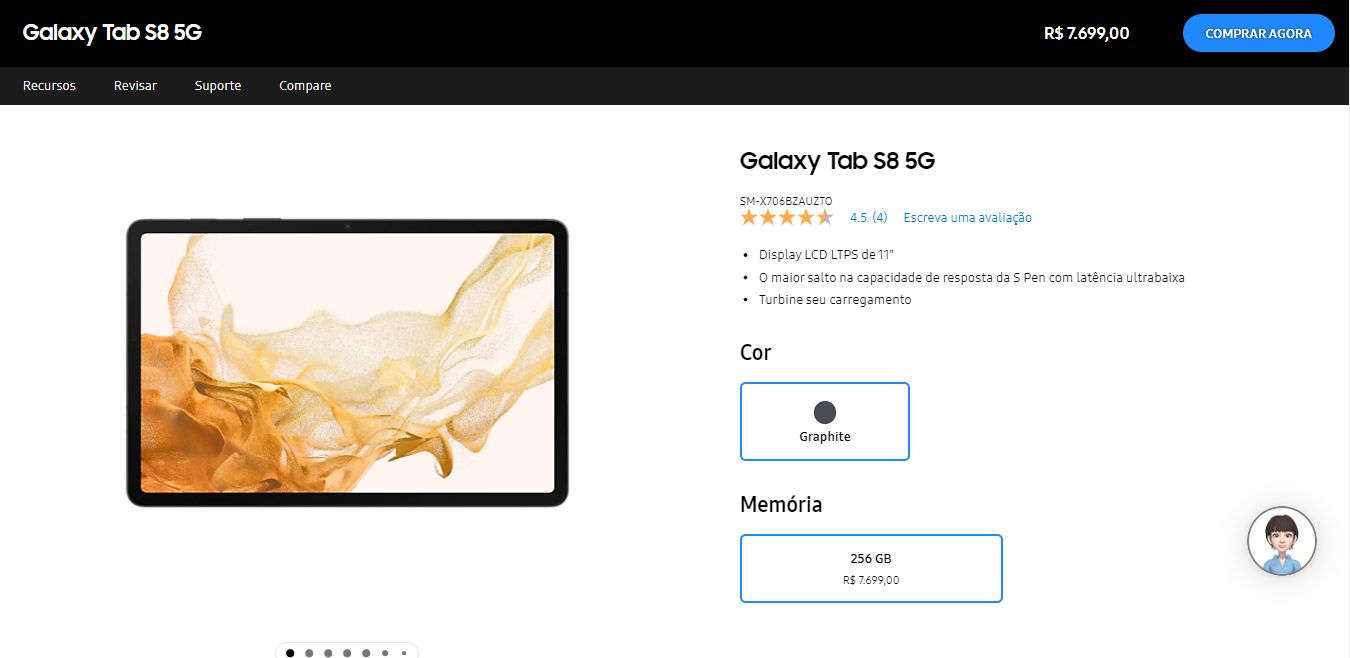 Galaxy Tab S8 5G
R$ 7.699,00
COMPRAR AGORA
Recursos
Revisar
Suporte
Compare
Galaxy Tab S8 5G
SM-X706BZAUZTO
4.5 (4) Escreva uma avaliação
• Display LCD LTPS de 11"
• O maior salto na capacidade de resposta da S Pen com latência ultrabaixa
• Turbine seu carregamento
Cor
Graphite
Memória
256 GB
R$ 7.699,00